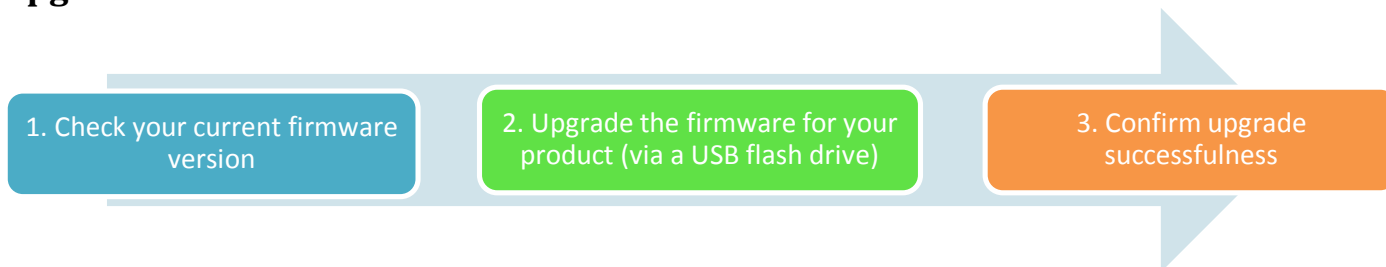 1. Check your current firmware
version
2. Upgrade the firmware for your
product (via a USB flash drive)
3. Confirm upgrade
successfulness